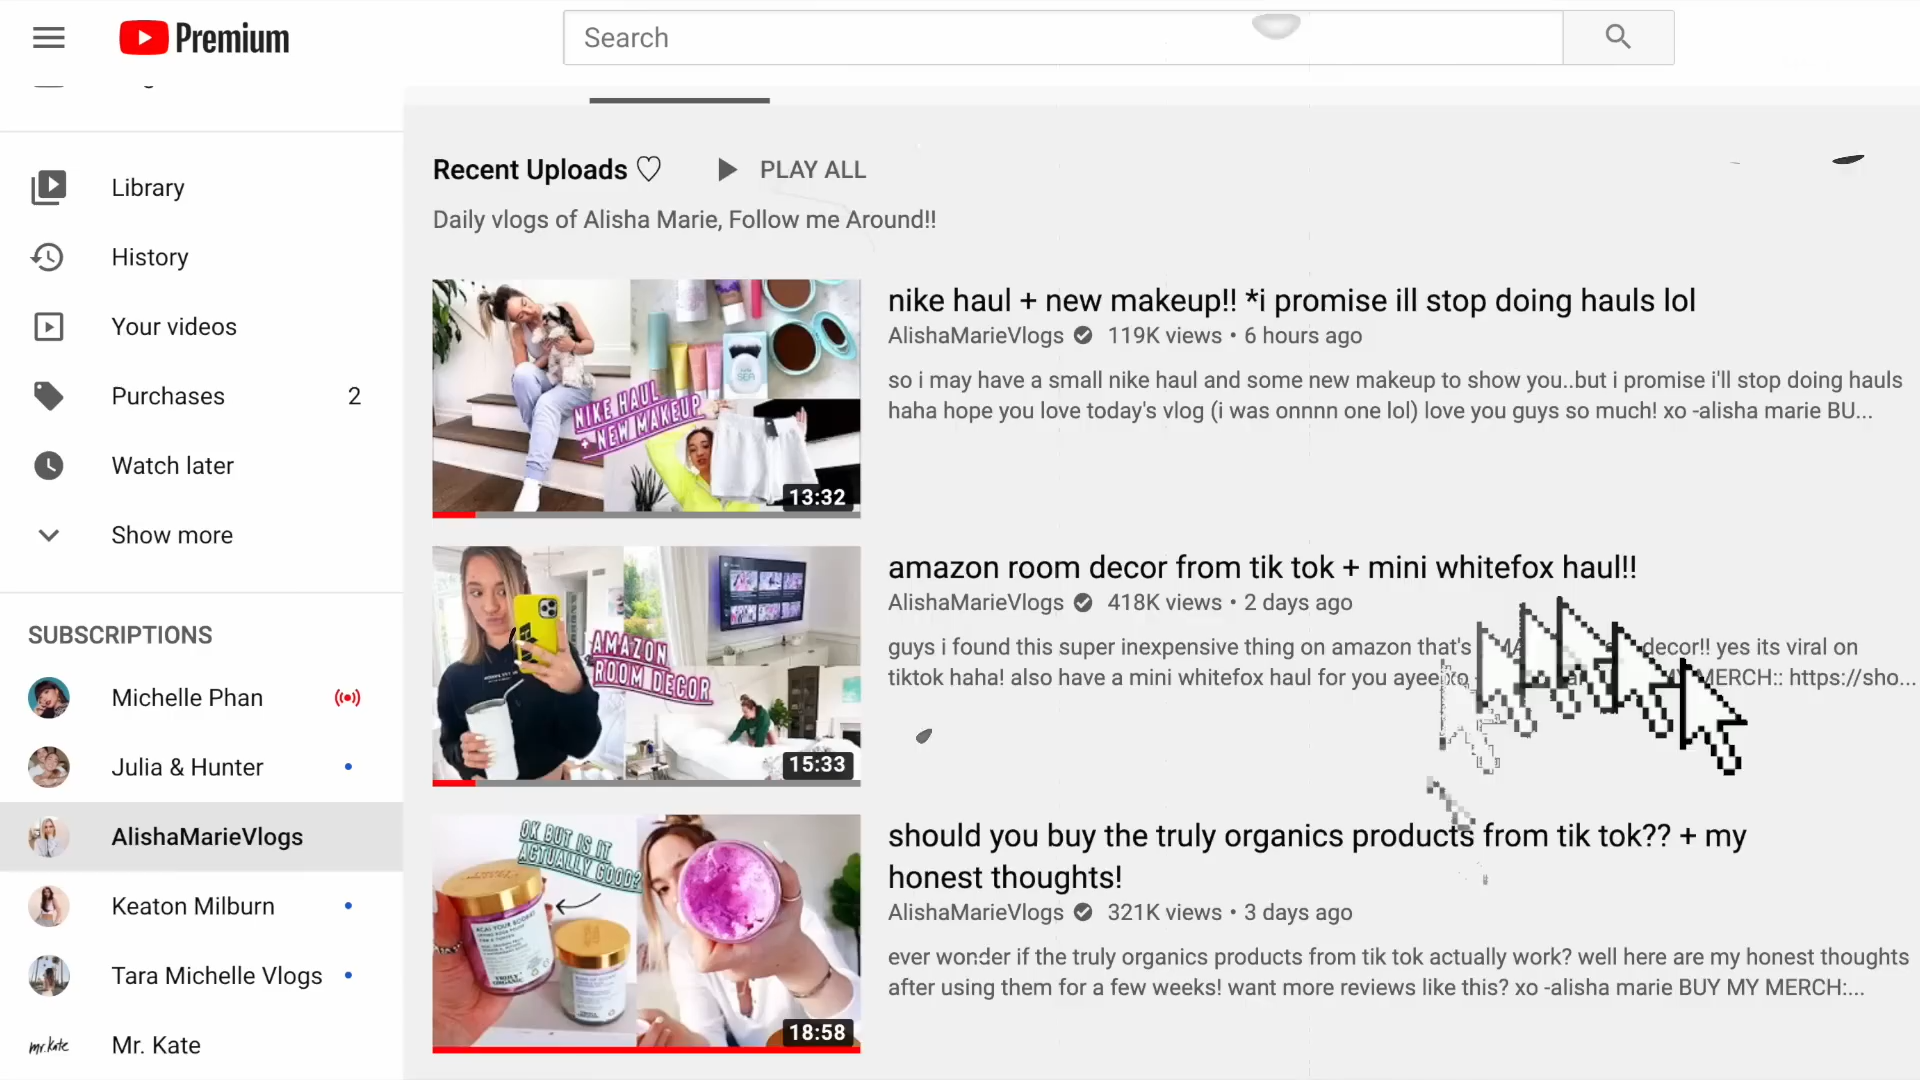 Premium
Search
Library
History
Your videos
Purchases 2
Watch later
Show more
SUBSCRIPTIONS
Michelle Phan
Julia & Hunter
AlishaMarieVlogs
Keaton Milburn
Tara Michelle Vlogs
mr.kate
Mr. Kate
Recent Uploads ♡ PLAY ALL
Daily vlogs of Alisha Marie, Follow me Around!!
NIKE HAUL
+ NEW MAKEUP
13:32
nike haul + new makeup!! *i promise ill stop doing hauls lol
AlishaMarieVlogs 119K views • 6 hours ago
so i may have a small nike haul and some new makeup to show you..but i promise i'll stop doing hauls
haha hope you love today's vlog (i was onnnn one lol) love you guys so much! xo -alisha marie BU...
AMAZON
ROOM DECOR
15:33
amazon room decor from tik tok + mini whitefox haul!!
AlishaMarieVlogs 418K views • 2 days ago
guys i found this super inexpensive thing on amazon that's decor!! yes its viral on
tiktok haha! also have a mini whitefox haul for you ayee xo MY MERCH:: https://sho...
OK BUT IS IT
ACTUALLY GOOD?
ACAI YOUR BOOBIES
TRULY
ORGANIC
18:58
should you buy the truly organics products from tik tok?? + my
honest thoughts!
AlishaMarieVlogs 321K views • 3 days ago
ever wonder if the truly organics products from tik tok actually work? well here are my honest thoughts
after using them for a few weeks! want more reviews like this? xo -alisha marie BUY MY MERCH:...